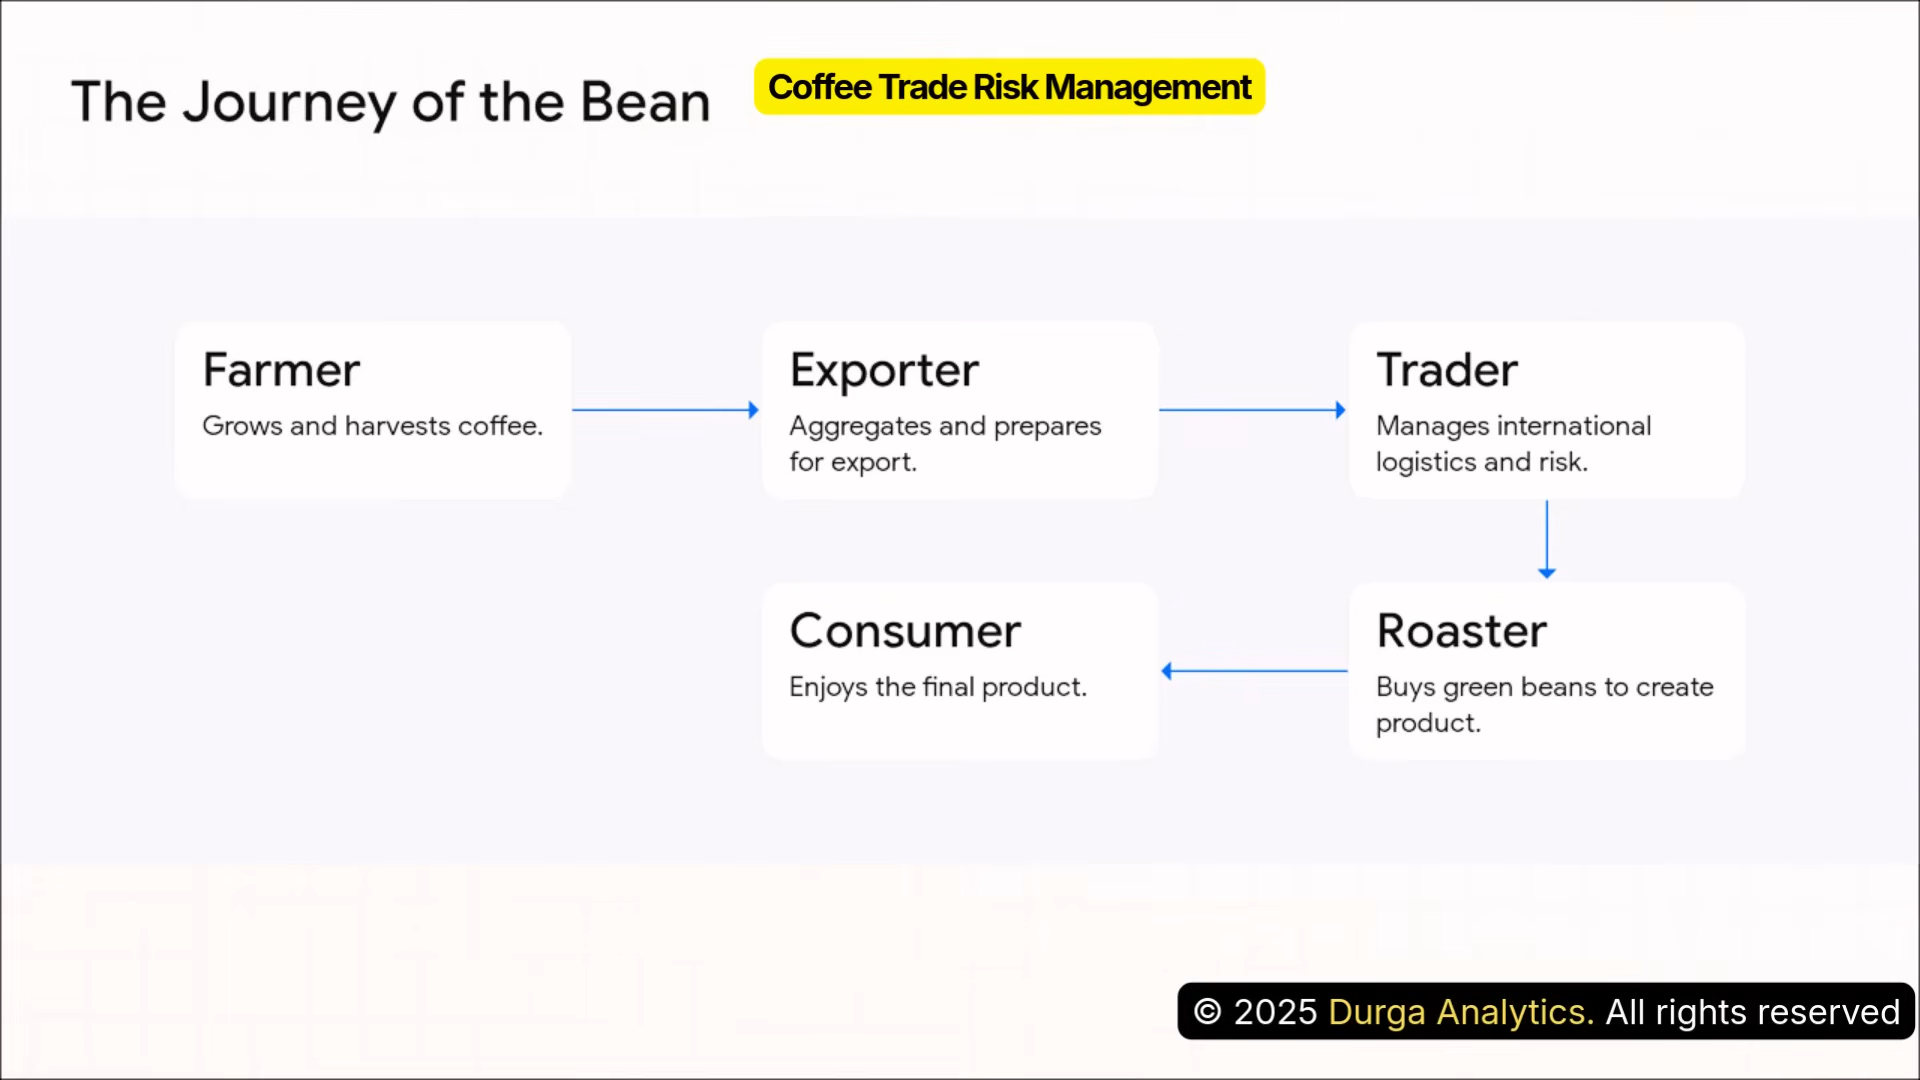 The Journey of the Bean
Coffee Trade Risk Management
Farmer
Grows and harvests coffee.
Exporter
Aggregates and prepares
for export.
Trader
Manages international
logistics and risk.
Roaster
Buys green beans to create
product.
Consumer
Enjoys the final product.
© 2025 Durga Analytics. All rights reserved